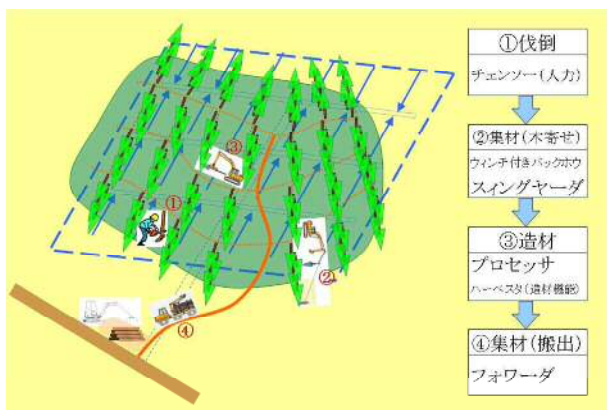 ①伐倒
チェンソー(人力)
②集材(木寄せ)
ウィンチ付きバックホウ
スィングヤーダ
③造材
プロセッサ
ハーベスタ(造材機能)
④集材(搬出)
フォワーダ
③
①
②
④